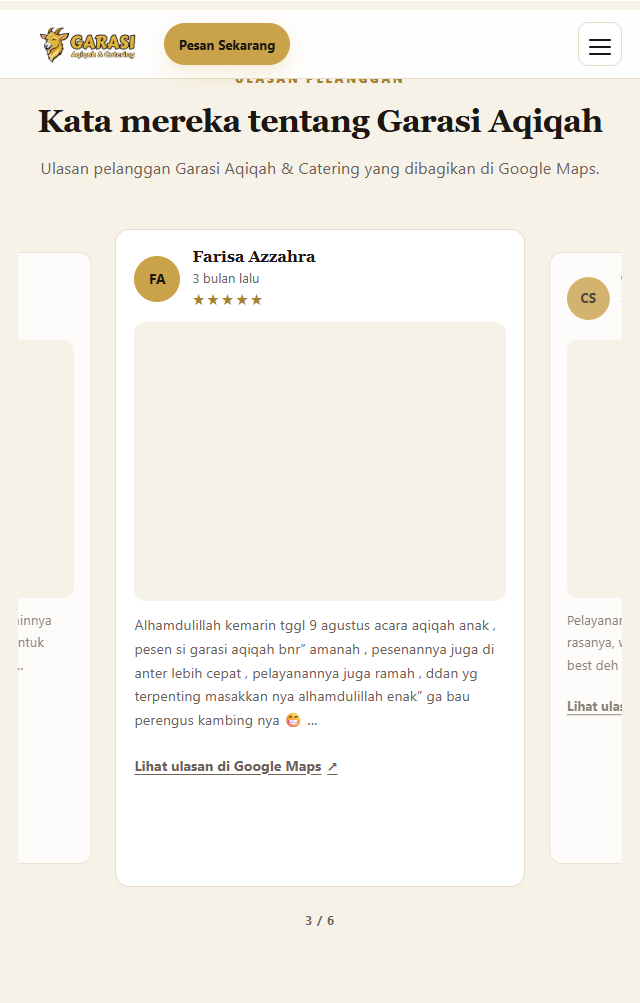 GARASI
Aqiqah & Catering
Pesan Sekarang
ULASAN PELANGGAN
Kata mereka tentang Garasi Aqiqah
Ulasan pelanggan Garasi Aqiqah & Catering yang dibagikan di Google Maps.
FA
Farisa Azzahra
3 bulan lalu
★★★★★
Alhamdulillah kemarin tggl 9 agustus acara aqiqah anak ,
pesen si garasi aqiqah bnr” amanah , pesenannya juga di
anter lebih cepat , pelayanannya juga ramah , ddan yg
terpenting masakkan nya alhamdulillah enak” ga bau
perengus kambing nya 😁 ...
Lihat ulasan di Google Maps ↗
CS
Pelayanan
rasanya,
best deh
Lihat ulas
3 / 6